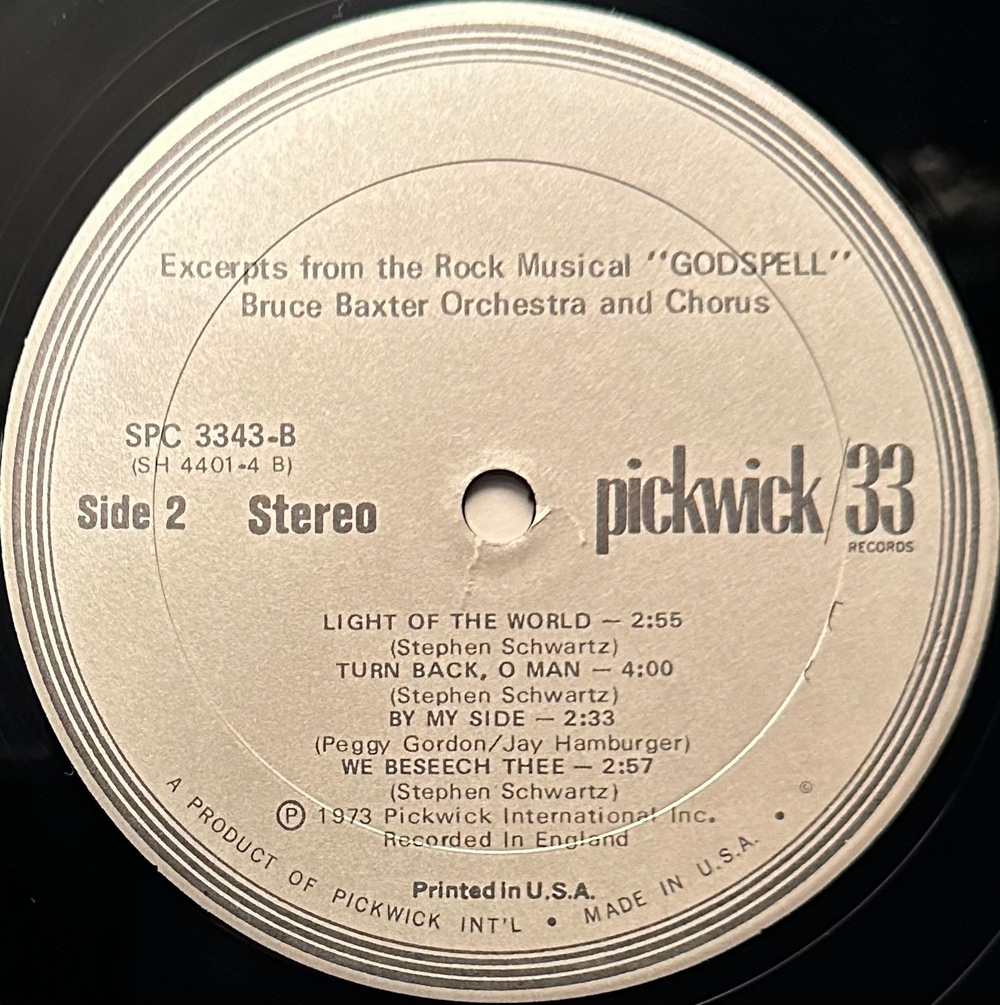 Excerpts from the Rock Musical "GODSPELL"
Bruce Baxter Orchestra and Chorus
SPC 3343-B
(SH 4401-4 B)
Side 2 Stereo
pickwick/33
RECORDS
LIGHT OF THE WORLD — 2:55
(Stephen Schwartz)
TURN BACK, O MAN — 4:00
(Stephen Schwartz)
BY MY SIDE — 2:33
(Peggy Gordon/Jay Hamburger)
WE BESEECH THEE — 2:57
(Stephen Schwartz)
Ⓟ 1973 Pickwick International Inc.
Recorded In England
Printed in U.S.A.
A PRODUCT OF PICKWICK INT'L • MADE IN U.S.A. • ©